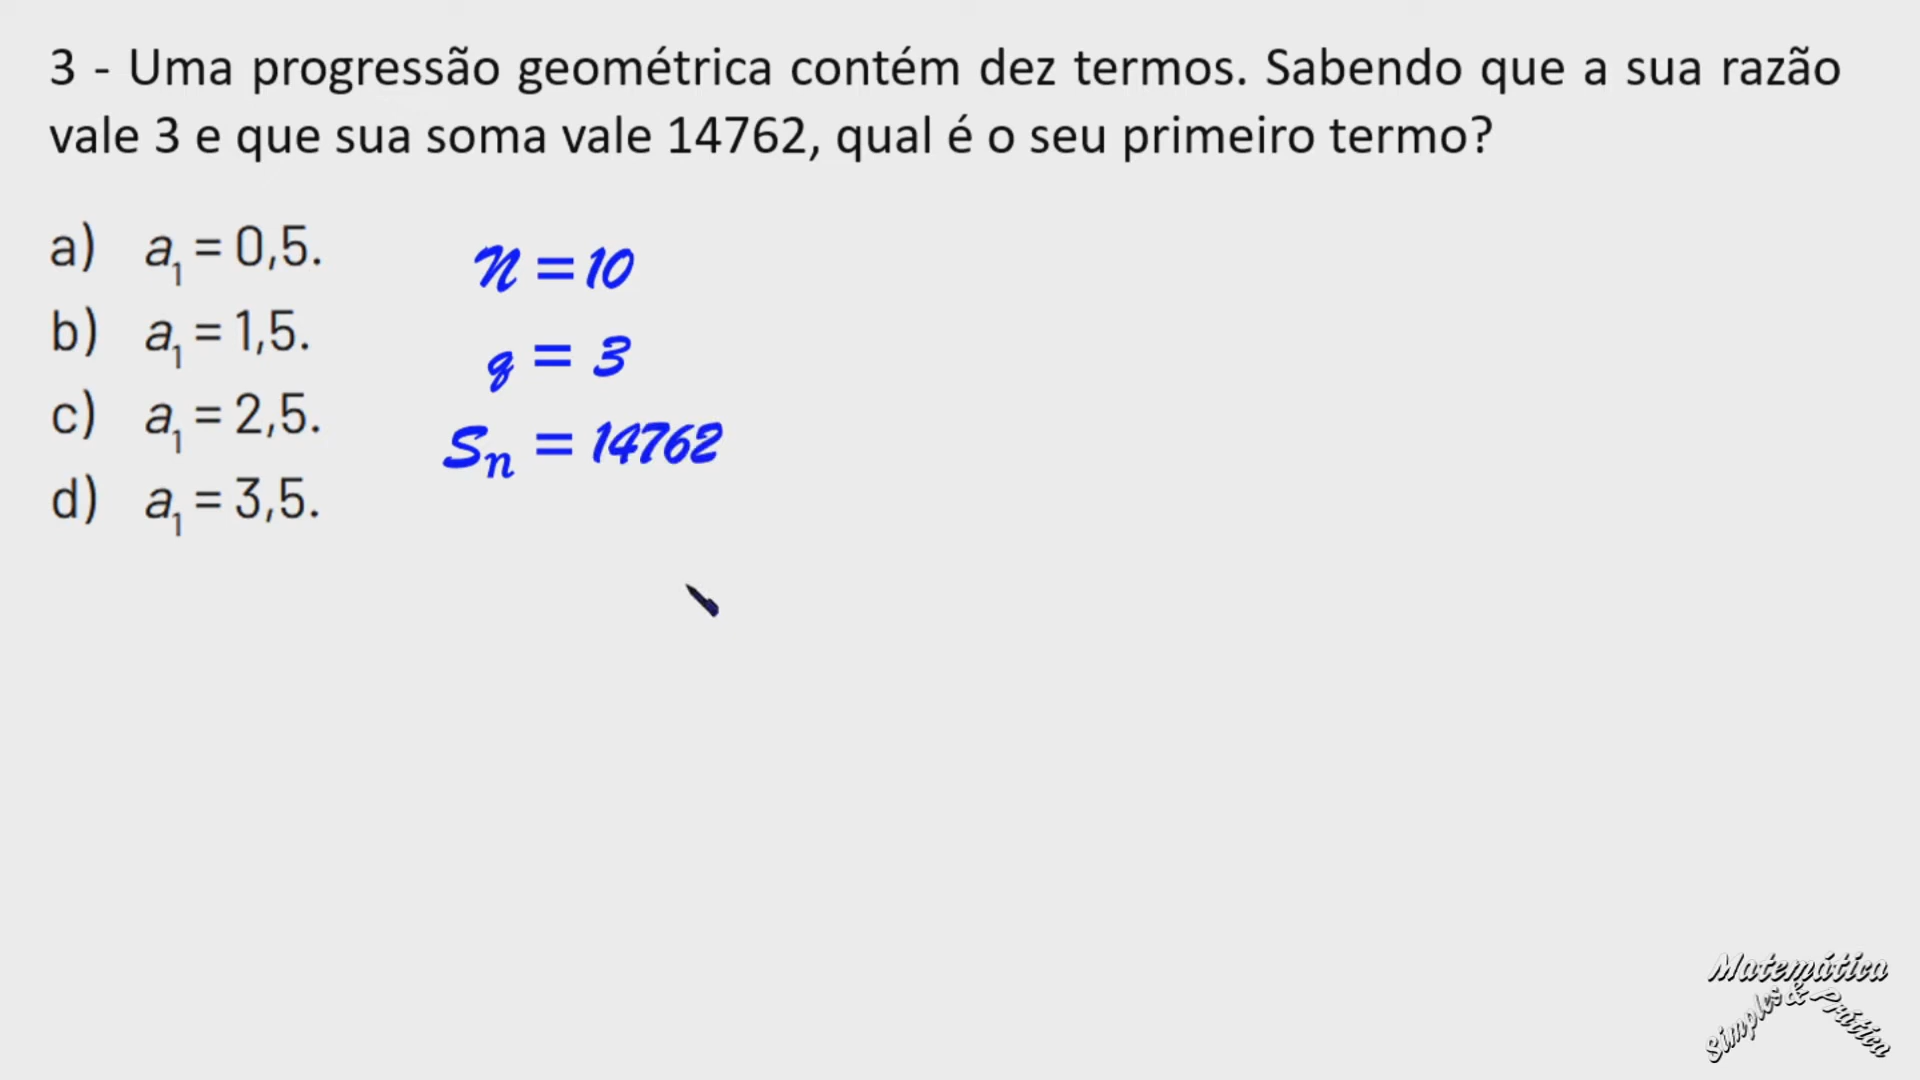 3 - Uma progressão geométrica contém dez termos. Sabendo que a sua razão
vale 3 e que sua soma vale 14762, qual é o seu primeiro termo?
a) a₁ = 0,5.
b) a₁ = 1,5.
c) a₁ = 2,5.
d) a₁ = 3,5.
N = 10
q = 3
Sn = 14762
Matemática
Simples & Prática